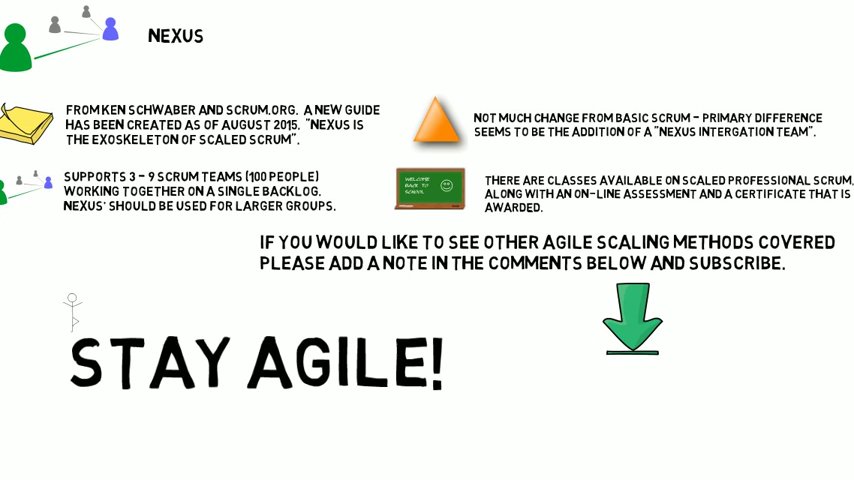 NEXUS
FROM KEN SCHWABER AND SCRUM.ORG. A NEW GUIDE
HAS BEEN CREATED AS OF AUGUST 2015. "NEXUS IS
THE EXOSKELETON OF SCALED SCRUM".
NOT MUCH CHANGE FROM BASIC SCRUM – PRIMARY DIFFERENCE
SEEMS TO BE THE ADDITION OF A "NEXUS INTERGATION TEAM".
SUPPORTS 3 – 9 SCRUM TEAMS (100 PEOPLE)
WORKING TOGETHER ON A SINGLE BACKLOG.
NEXUS' SHOULD BE USED FOR LARGER GROUPS.
WELCOME
BACK TO
SCHOOL
THERE ARE CLASSES AVAILABLE ON SCALED PROFESSIONAL SCRUM,
ALONG WITH AN ON-LINE ASSESSMENT AND A CERTIFICATE THAT IS
AWARDED.
IF YOU WOULD LIKE TO SEE OTHER AGILE SCALING METHODS COVERED
PLEASE ADD A NOTE IN THE COMMENTS BELOW AND SUBSCRIBE.
STAY AGILE!